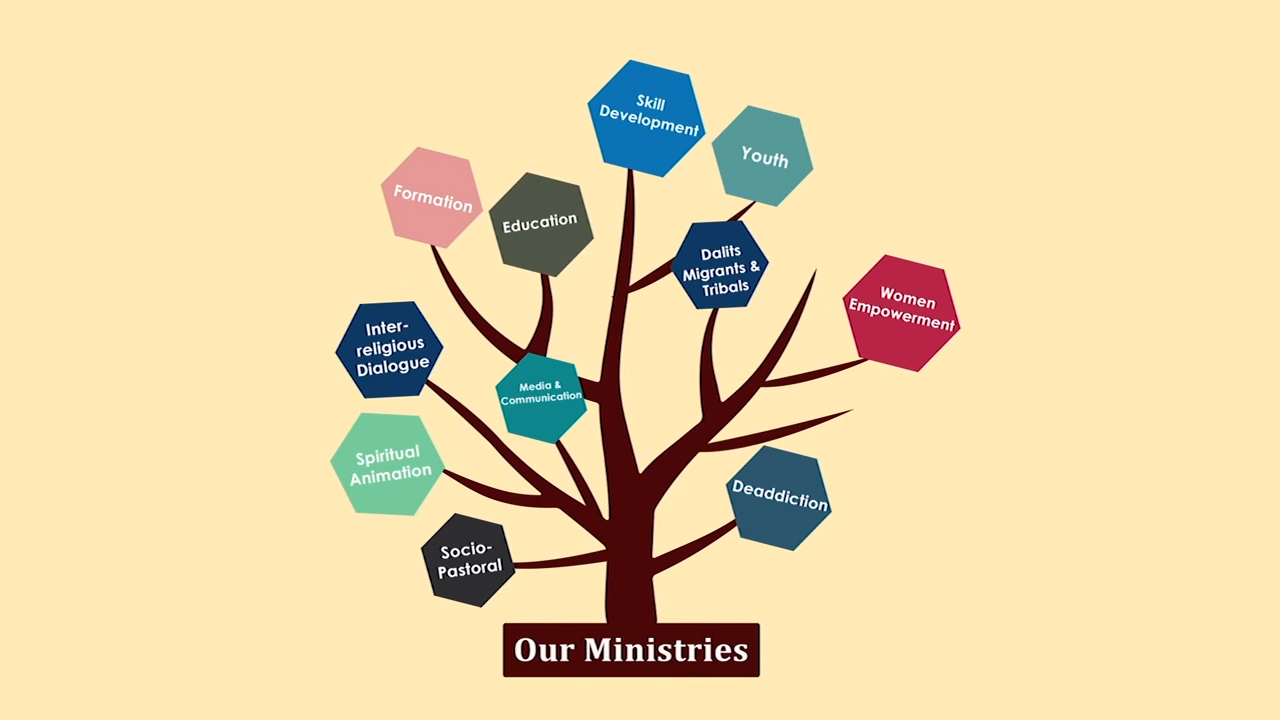 Skill
Development
Youth
Formation
Education
Dalits
Migrants &
Tribals
Women
Empowerment
Inter-
religious
Dialogue
Media &
Communication
Spiritual
Animation
Deaddiction
Socio-
Pastoral
Our Ministries